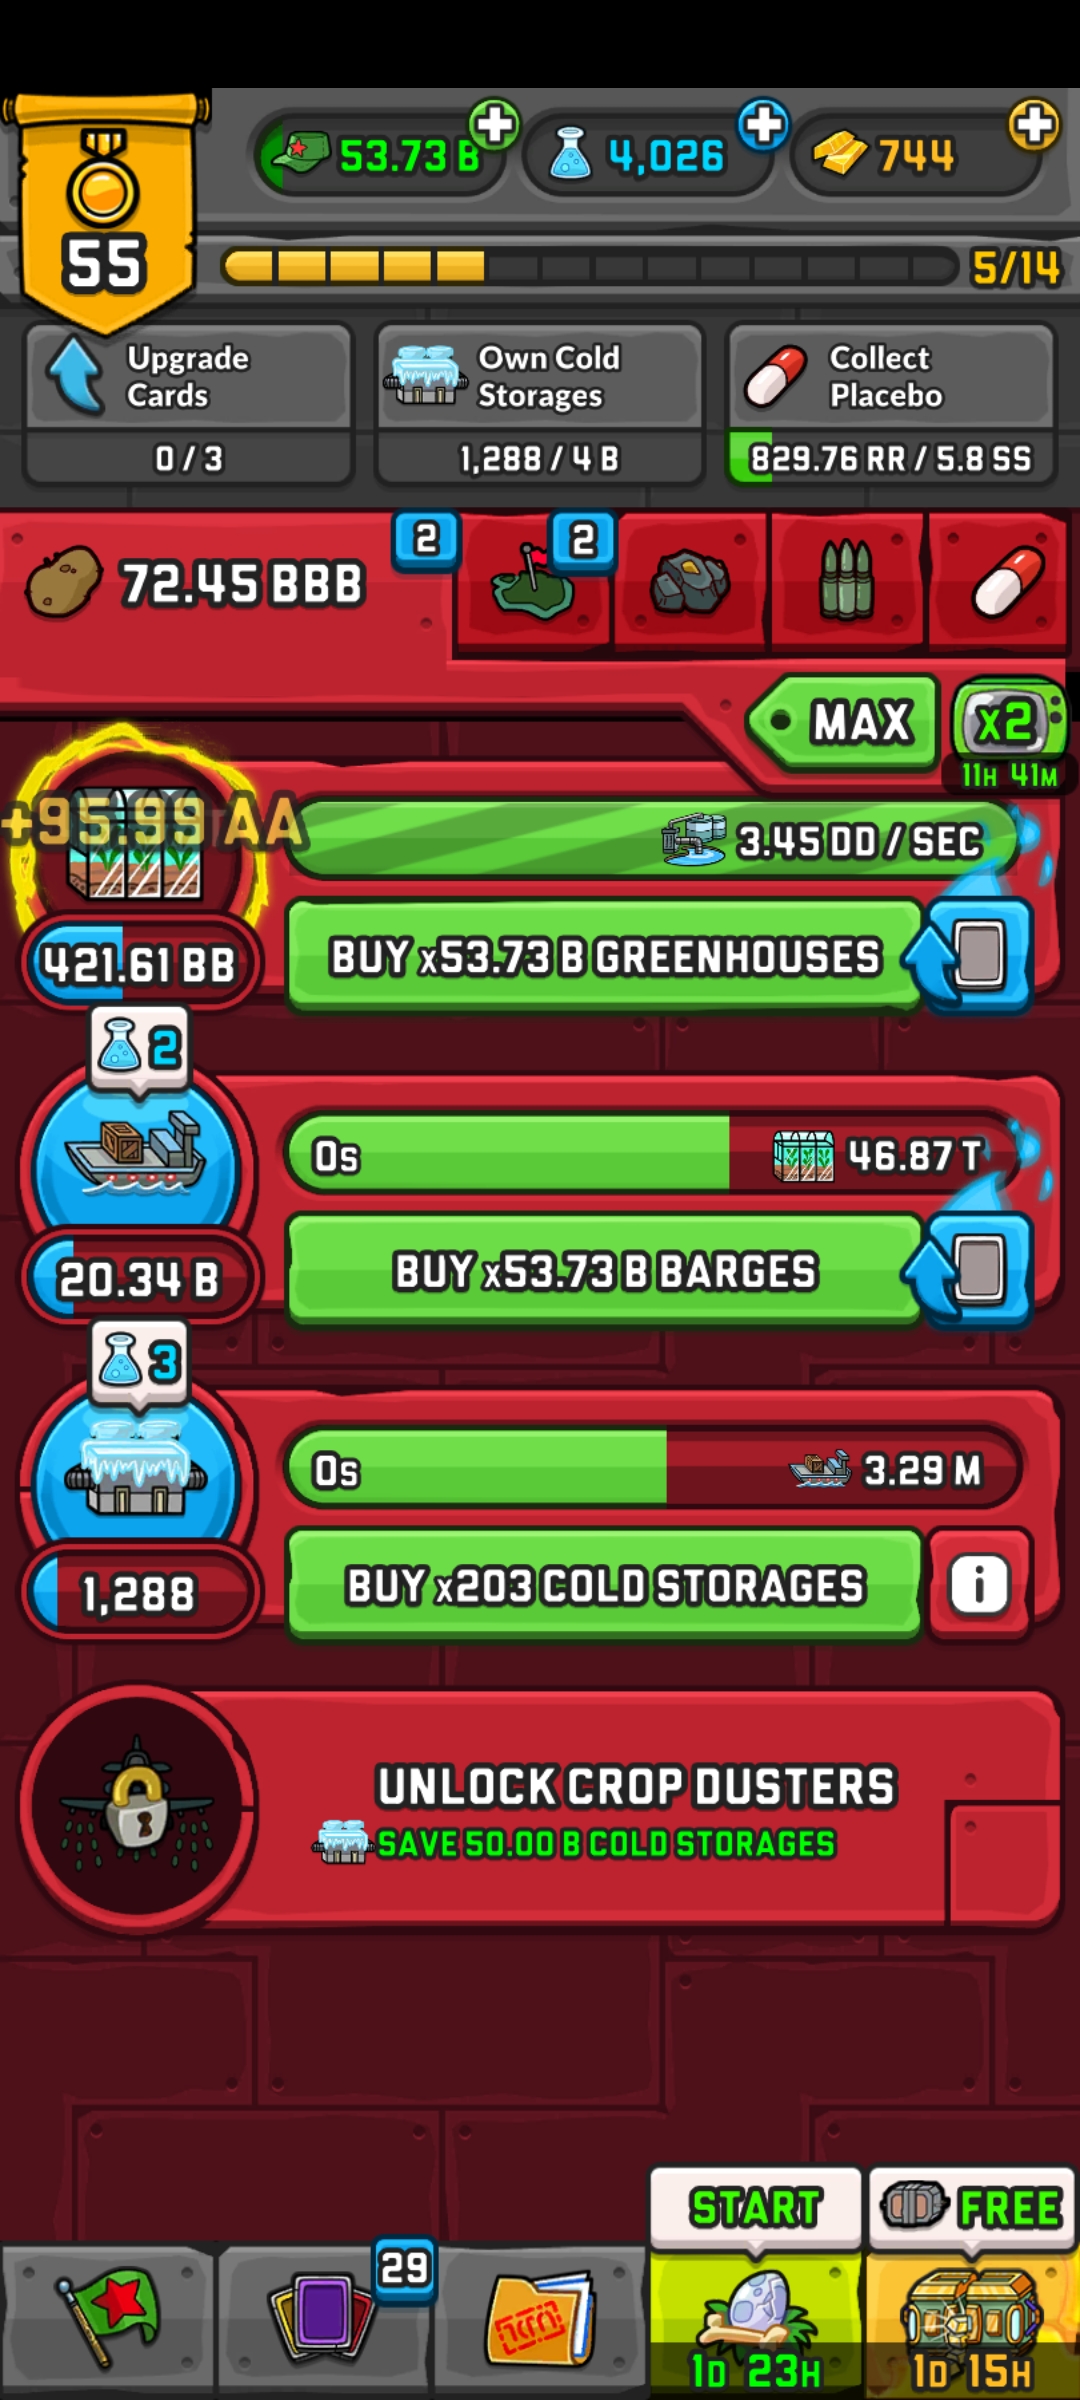 55
53.73 B
4,026
744
5/14
Upgrade
Cards
0 / 3
Own Cold
Storages
1,288 / 4 B
Collect
Placebo
829.76 RR / 5.8 SS
72.45 BBB
2
2
MAX
x2
11H 41M
+95.99 AA
3.45 DD / SEC
421.61 BB
BUY x53.73 B GREENHOUSES
2
0s
46.87 T
20.34 B
BUY x53.73 B BARGES
3
0s
3.29 M
1,288
BUY x203 COLD STORAGES
i
UNLOCK CROP DUSTERS
SAVE 50.00 B COLD STORAGES
START
FREE
29
1D 23H
1D 15H